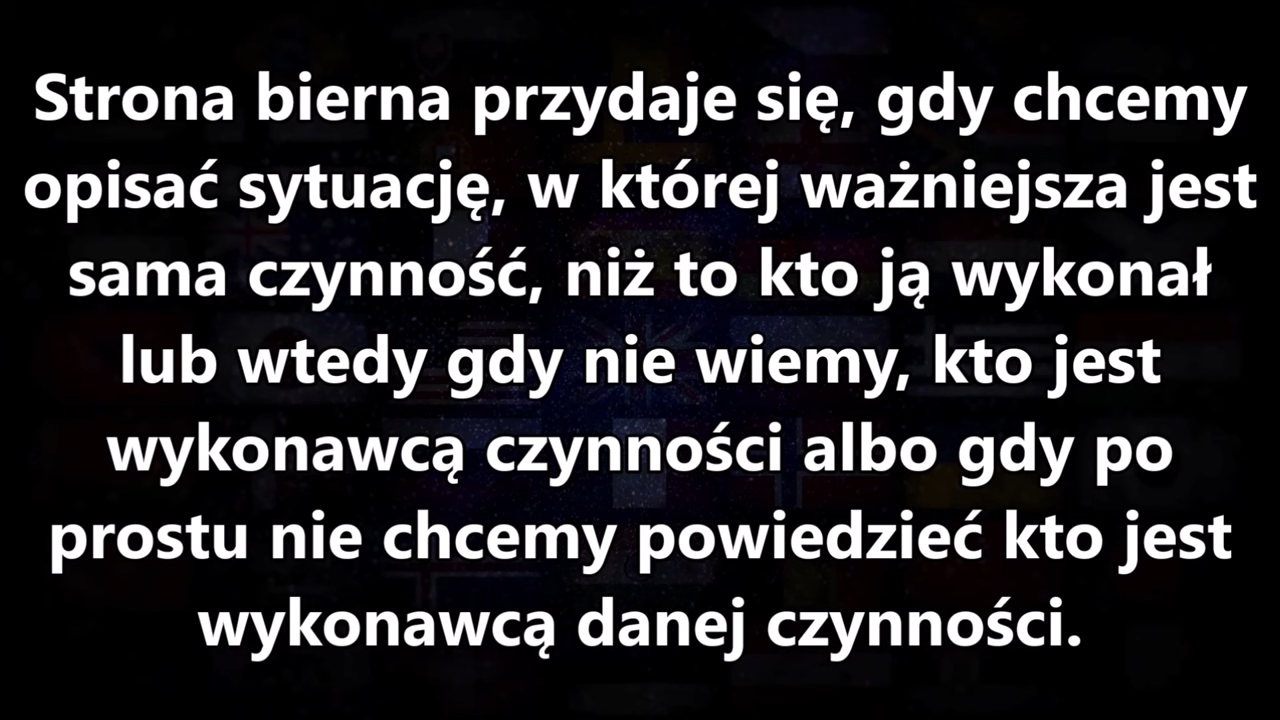 Strona bierna przydaje się, gdy chcemy
opisać sytuację, w której ważniejsza jest
sama czynność, niż to kto ją wykonał
lub wtedy gdy nie wiemy, kto jest
wykonawcą czynności albo gdy po
prostu nie chcemy powiedzieć kto jest
wykonawcą danej czynności.